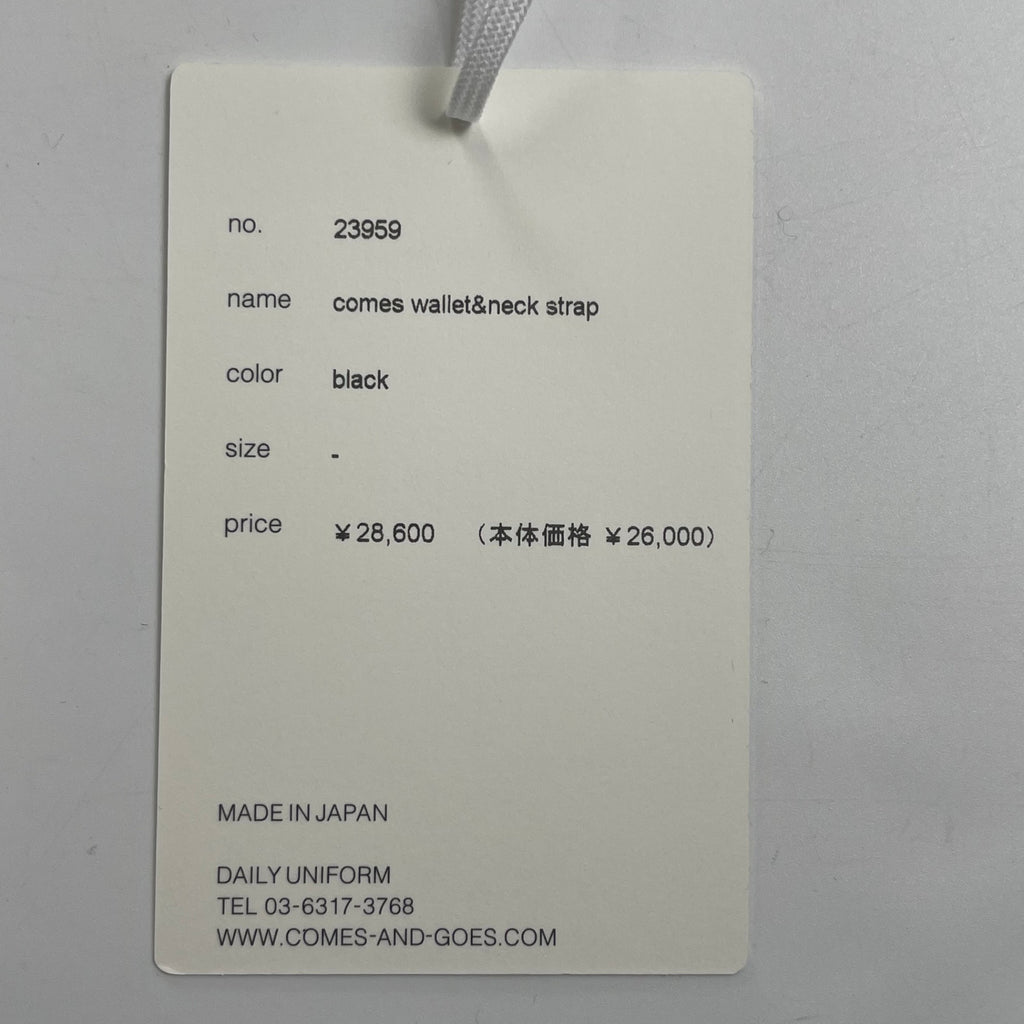 no. 23959
name comes wallet&neck strap
color black
size -
price ¥28,600 (本体価格 ¥26,000)
MADE IN JAPAN
DAILY UNIFORM
TEL 03-6317-3768
WWW.COMES-AND-GOES.COM